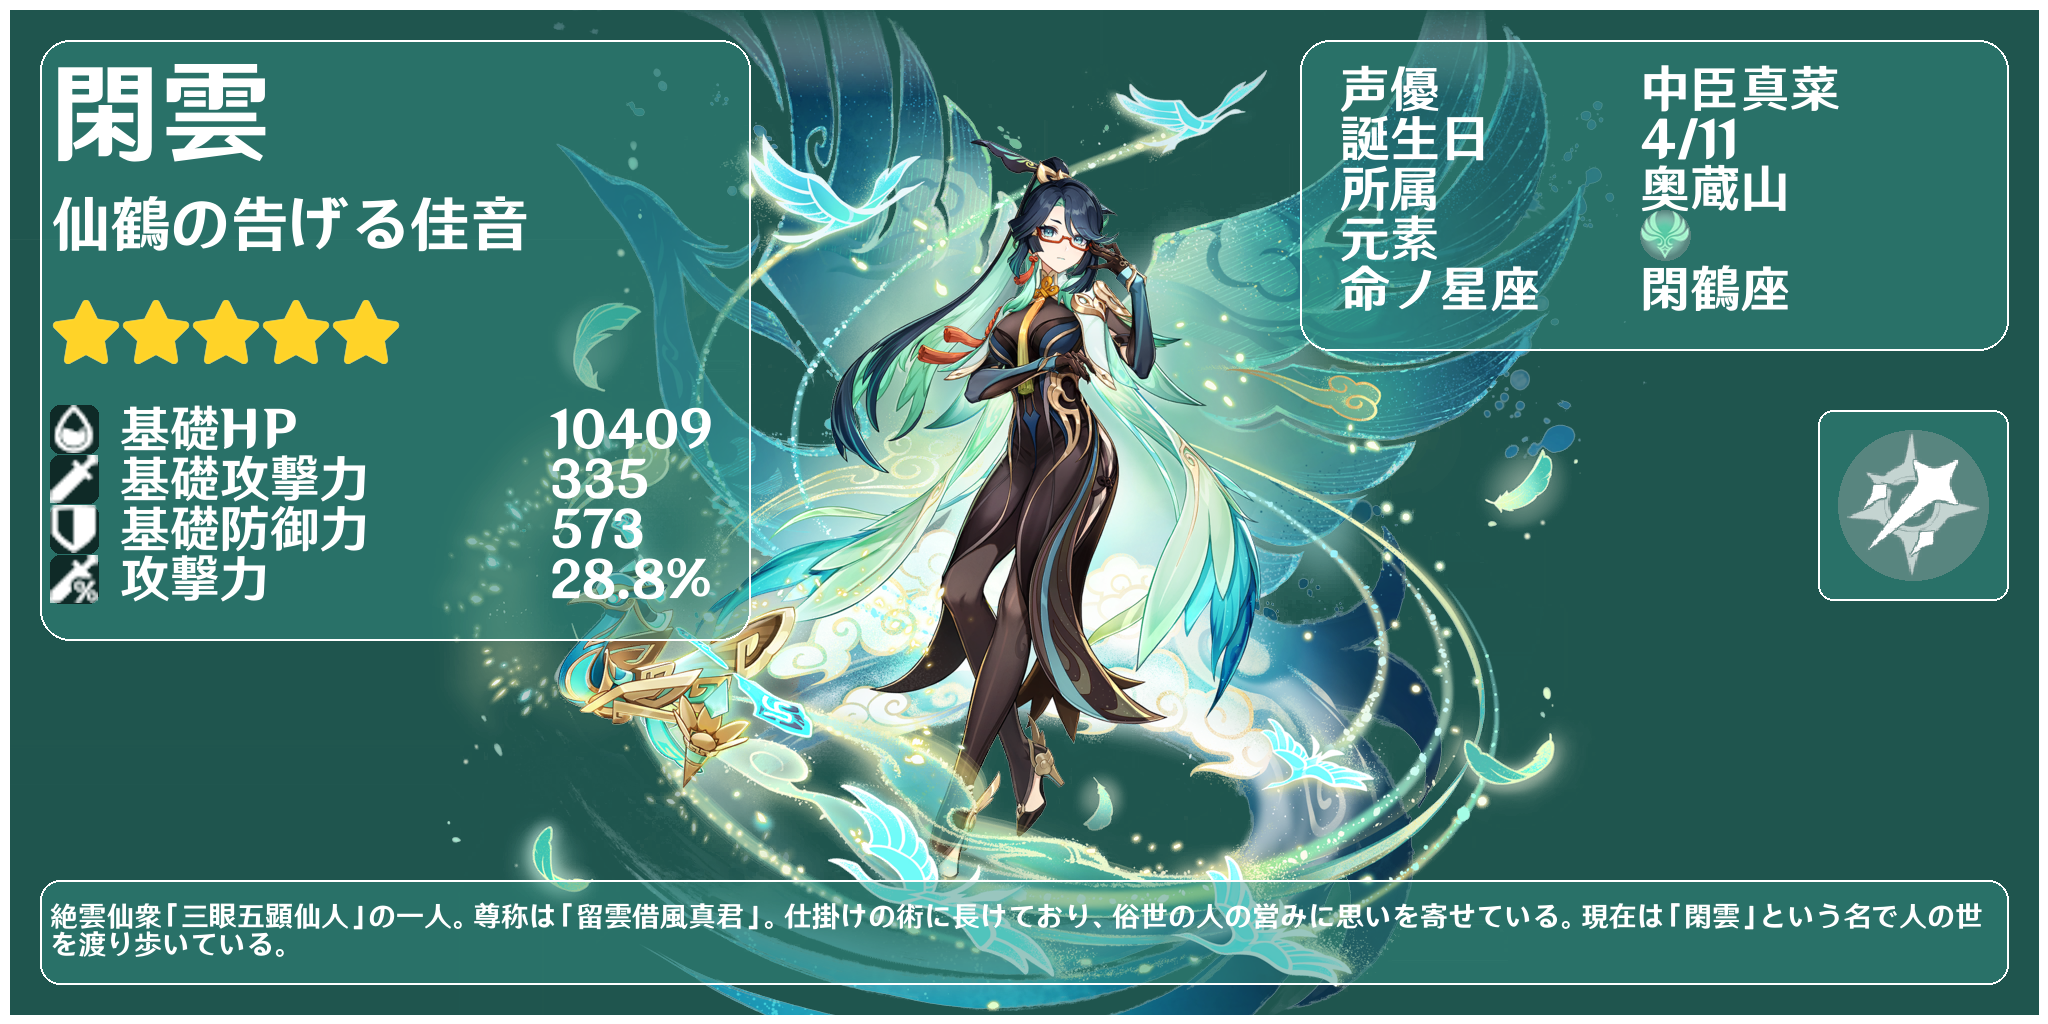 閑雲
仙鶴の告げる佳音
基礎HP 10409
基礎攻撃力 335
基礎防御力 573
攻撃力 28.8%
声優 中臣真菜
誕生日 4/11
所属 奥蔵山
元素
命ノ星座 閑鶴座
絶雲仙衆「三眼五顕仙人」の一人。尊称は「留雲借風真君」。仕掛けの術に長けており、俗世の人の営みに思いを寄せている。現在は「閑雲」という名で人の世
を渡り歩いている。